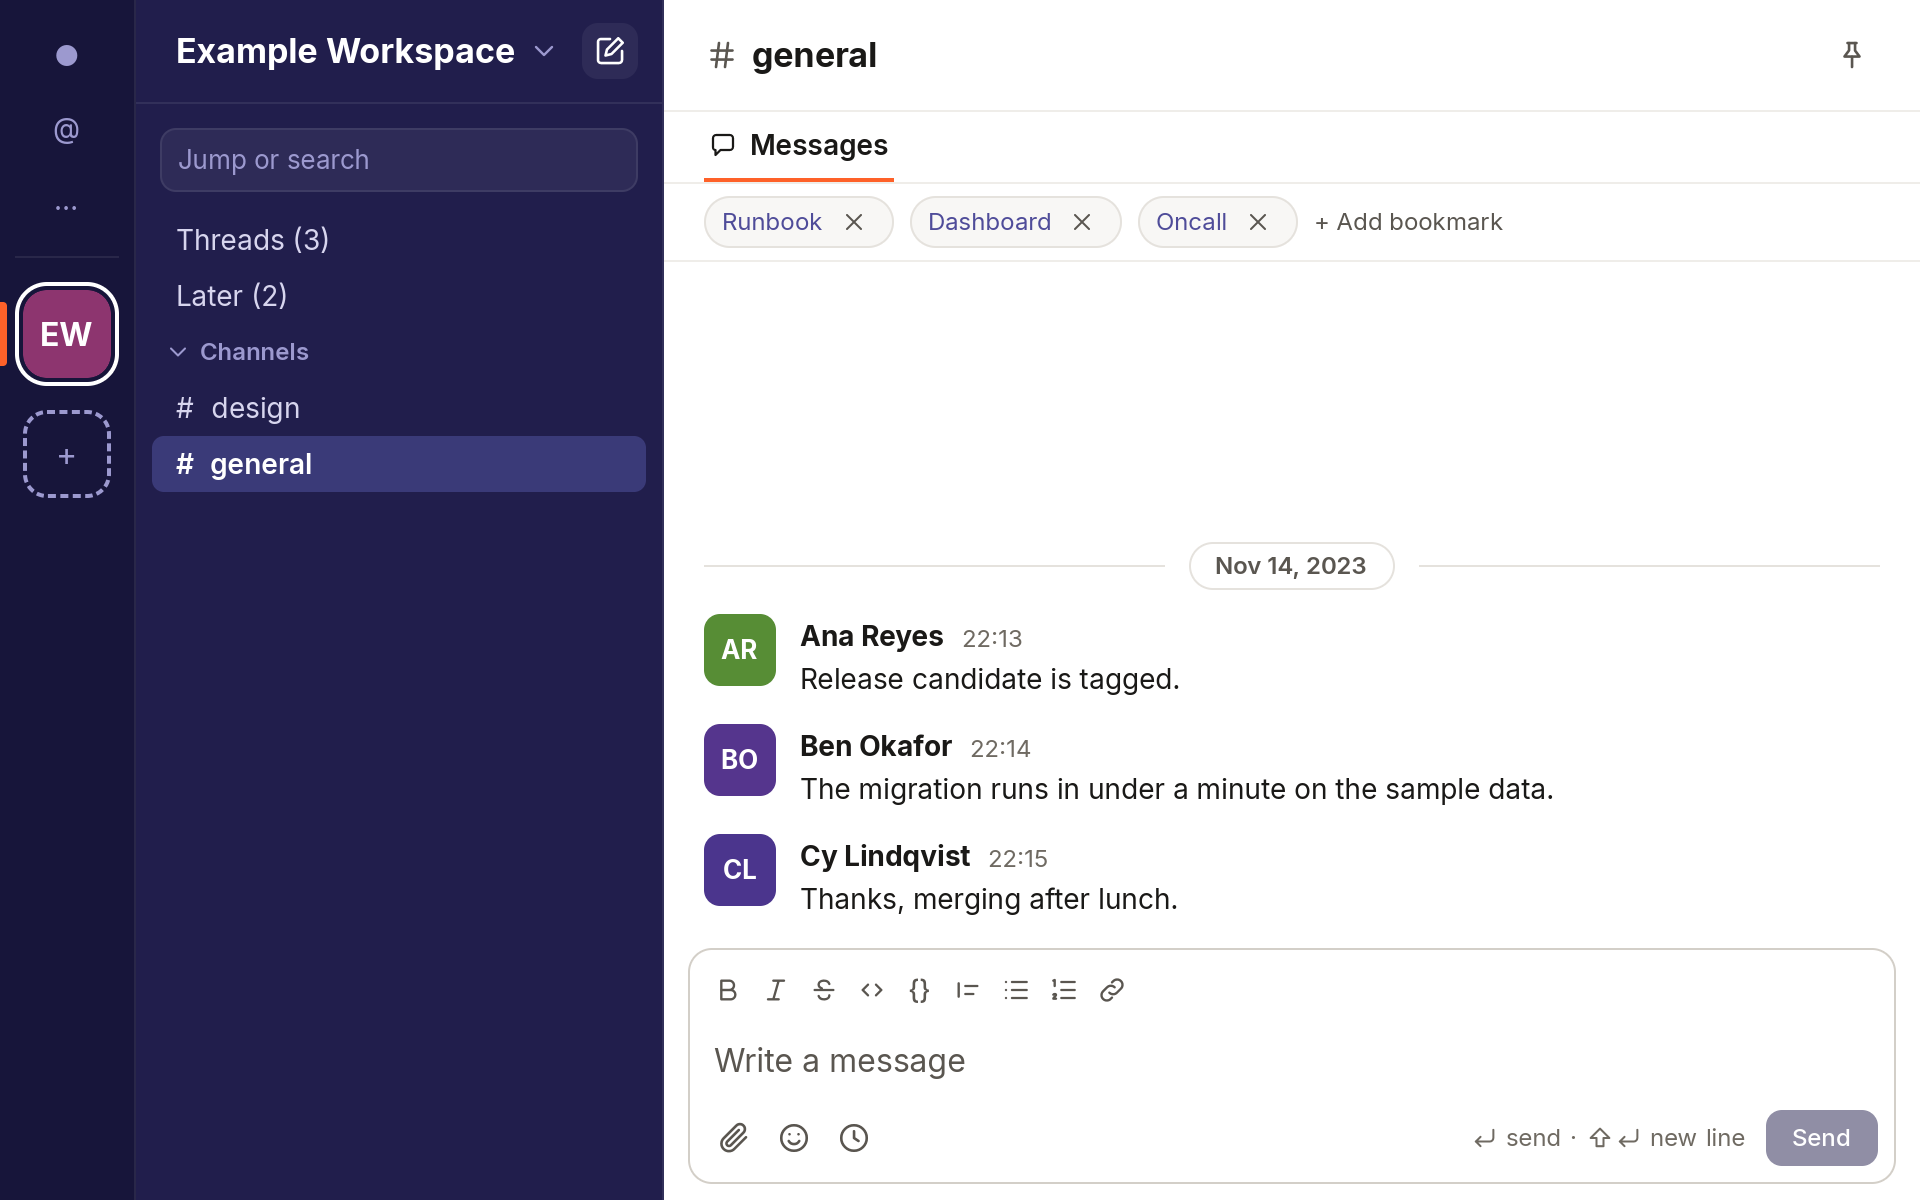 @
...
EW
+
Example Workspace
Jump or search
Threads (3)
Later (2)
Channels
# design
# general
# general
Messages
Runbook
Dashboard
Oncall
+ Add bookmark
Nov 14, 2023
AR
Ana Reyes 22:13
Release candidate is tagged.
BO
Ben Okafor 22:14
The migration runs in under a minute on the sample data.
CL
Cy Lindqvist 22:15
Thanks, merging after lunch.
Write a message
send · new line
Send